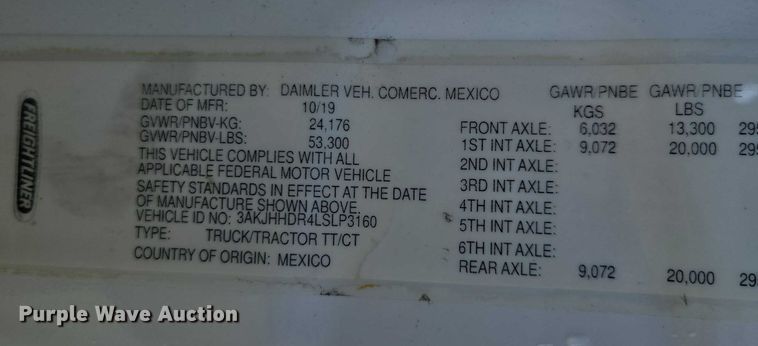 FREIGHTLINER
MANUFACTURED BY: DAIMLER VEH. COMERC. MEXICO
DATE OF MFR: 10/19
GVWR/PNBV-KG: 24,176
GVWR/PNBV-LBS: 53,300
THIS VEHICLE COMPLIES WITH ALL
APPLICABLE FEDERAL MOTOR VEHICLE
SAFETY STANDARDS IN EFFECT AT THE DATE
OF MANUFACTURE SHOWN ABOVE.
VEHICLE ID NO: 3AKJHHDR4LSLP3160
TYPE: TRUCK/TRACTOR TT/CT
COUNTRY OF ORIGIN: MEXICO
GAWR/PNBE GAWR/PNBE
KGS LBS
FRONT AXLE: 6,032 13,300 295
1ST INT AXLE: 9,072 20,000 295
2ND INT AXLE:
3RD INT AXLE:
4TH INT AXLE:
5TH INT AXLE:
6TH INT AXLE:
REAR AXLE: 9,072 20,000 29
Purple Wave Auction